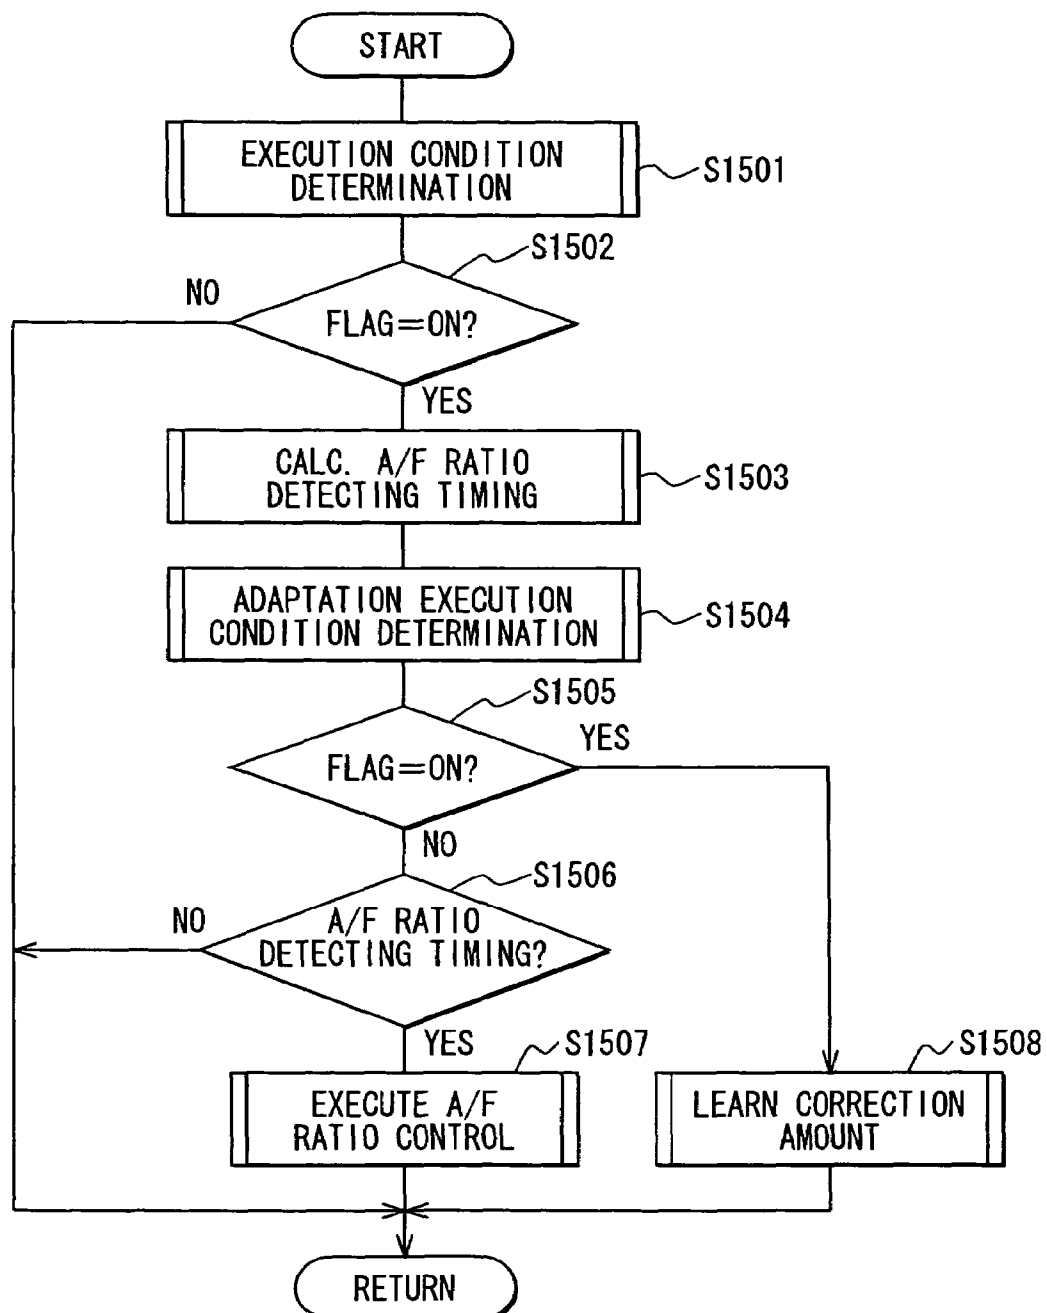 START
EXECUTION CONDITION
DETERMINATION
S1501
S1502
NO
FLAG=ON?
YES
CALC. A/F RATIO
DETECTING TIMING
S1503
ADAPTATION EXECUTION
CONDITION DETERMINATION
S1504
S1505
YES
FLAG=ON?
NO
S1506
NO
A/F RATIO
DETECTING TIMING?
YES
S1507
S1508
EXECUTE A/F
RATIO CONTROL
LEARN CORRECTION
AMOUNT
RETURN